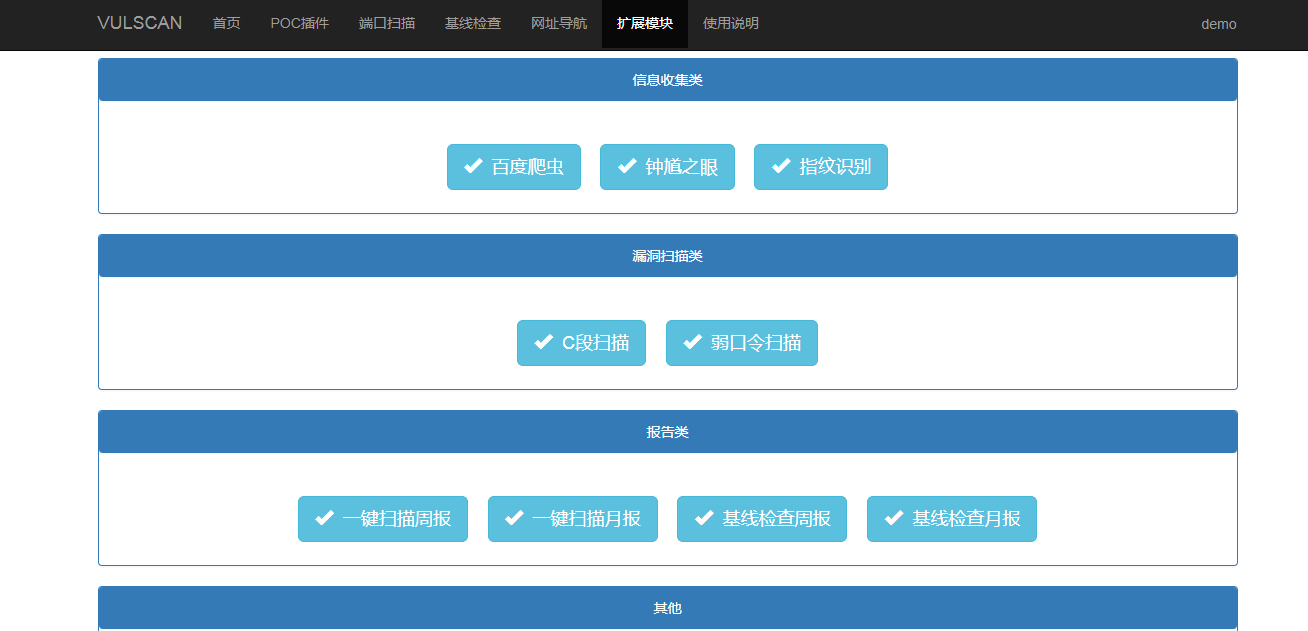 VULSCAN 首页 POC插件 端口扫描 基线检查 网址导航 扩展模块 使用说明 demo
信息收集类
百度爬虫 钟馗之眼 指纹识别
漏洞扫描类
C段扫描 弱口令扫描
报告类
一键扫描周报 一键扫描月报 基线检查周报 基线检查月报
其他